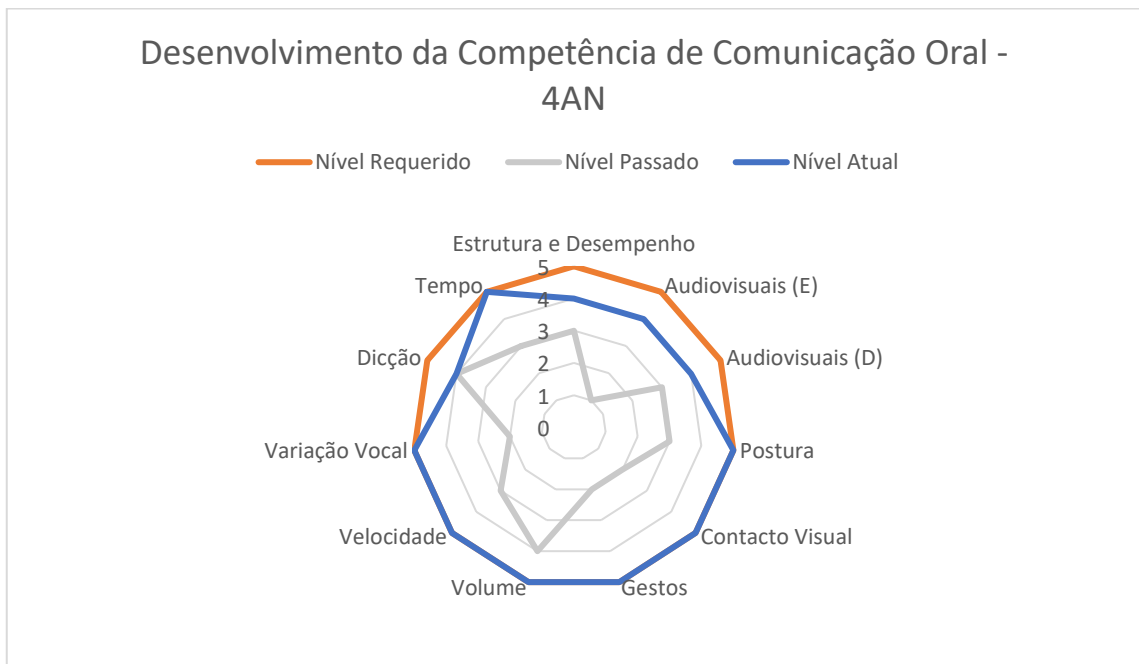 Desenvolvimento da Competência de Comunicação Oral -
4AN
Nível Requerido
Nível Passado
Nível Atual
Estrutura e Desempenho
Audiovisuais (E)
Audiovisuais (D)
Postura
Contacto Visual
Gestos
Volume
Velocidade
Variação Vocal
Dicção
Tempo
5
4
3
2
1
0